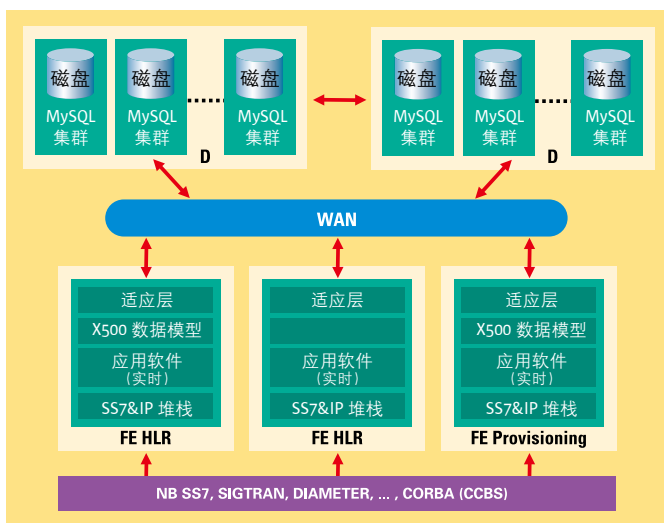 磁盘
MySQL
集群
磁盘
MySQL
集群
磁盘
MySQL
集群
D
磁盘
MySQL
集群
磁盘
MySQL
集群
磁盘
MySQL
集群
D
WAN
适应层
X500 数据模型
应用软件
(实时)
SS7&IP 堆栈
FE HLR
适应层
应用软件
(实时)
SS7&IP 堆栈
FE HLR
适应层
X500 数据模型
应用软件
(实时)
SS7&IP 堆栈
FE Provisioning
NB SS7, SIGTRAN, DIAMETER, ... , CORBA (CCBS)